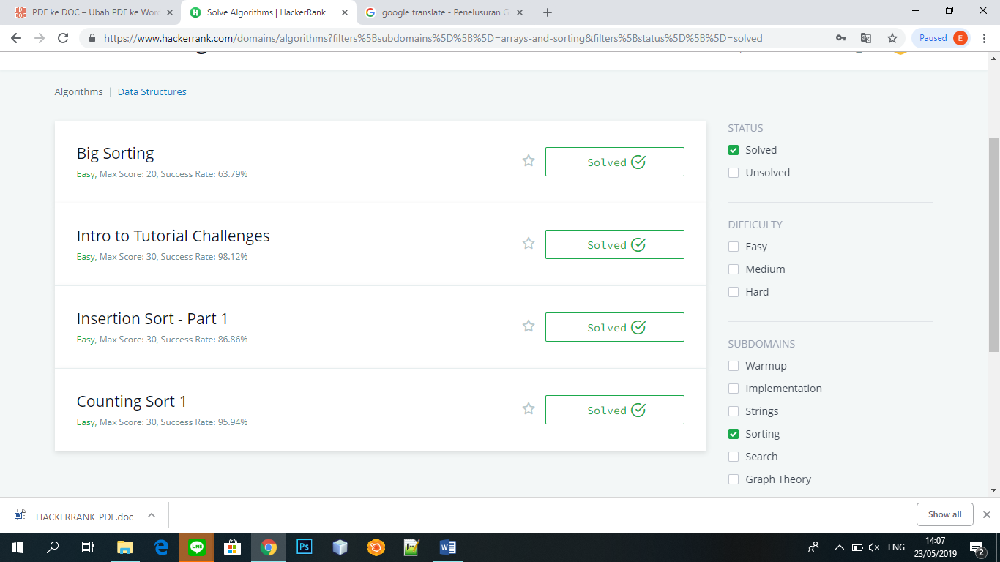 PDF ke DOC – Ubah PDF ke Word
Solve Algorithms | HackerRank
google translate - Penelusuran G
https://www.hackerrank.com/domains/algorithms?filters%5Bsubdomains%5D%5B%5D=arrays-and-sorting&filters%5Bstatus%5D%5B%5D=solved
Paused E
Algorithms | Data Structures
Big Sorting
Easy, Max Score: 20, Success Rate: 63.79%
Solved
Intro to Tutorial Challenges
Easy, Max Score: 30, Success Rate: 98.12%
Solved
Insertion Sort - Part 1
Easy, Max Score: 30, Success Rate: 86.86%
Solved
Counting Sort 1
Easy, Max Score: 30, Success Rate: 95.94%
Solved
STATUS
Solved
Unsolved
DIFFICULTY
Easy
Medium
Hard
SUBDOMAINS
Warmup
Implementation
Strings
Sorting
Search
Graph Theory
HACKERRANK-PDF.doc
Show all
LINE
Ps
ENG
14:07
23/05/2019
2